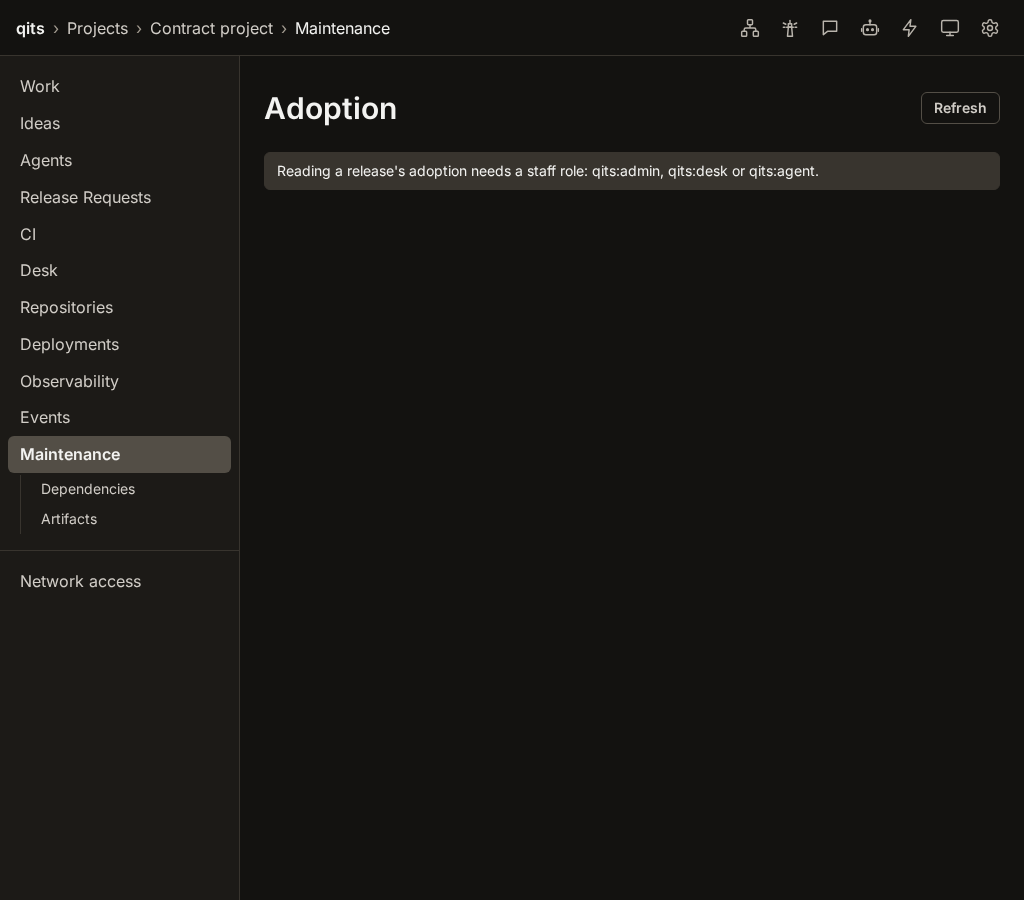 qits › Projects › Contract project › Maintenance
Work
Ideas
Agents
Release Requests
CI
Desk
Repositories
Deployments
Observability
Events
Maintenance
Dependencies
Artifacts
Network access
Adoption
Refresh
Reading a release's adoption needs a staff role: qits:admin, qits:desk or qits:agent.